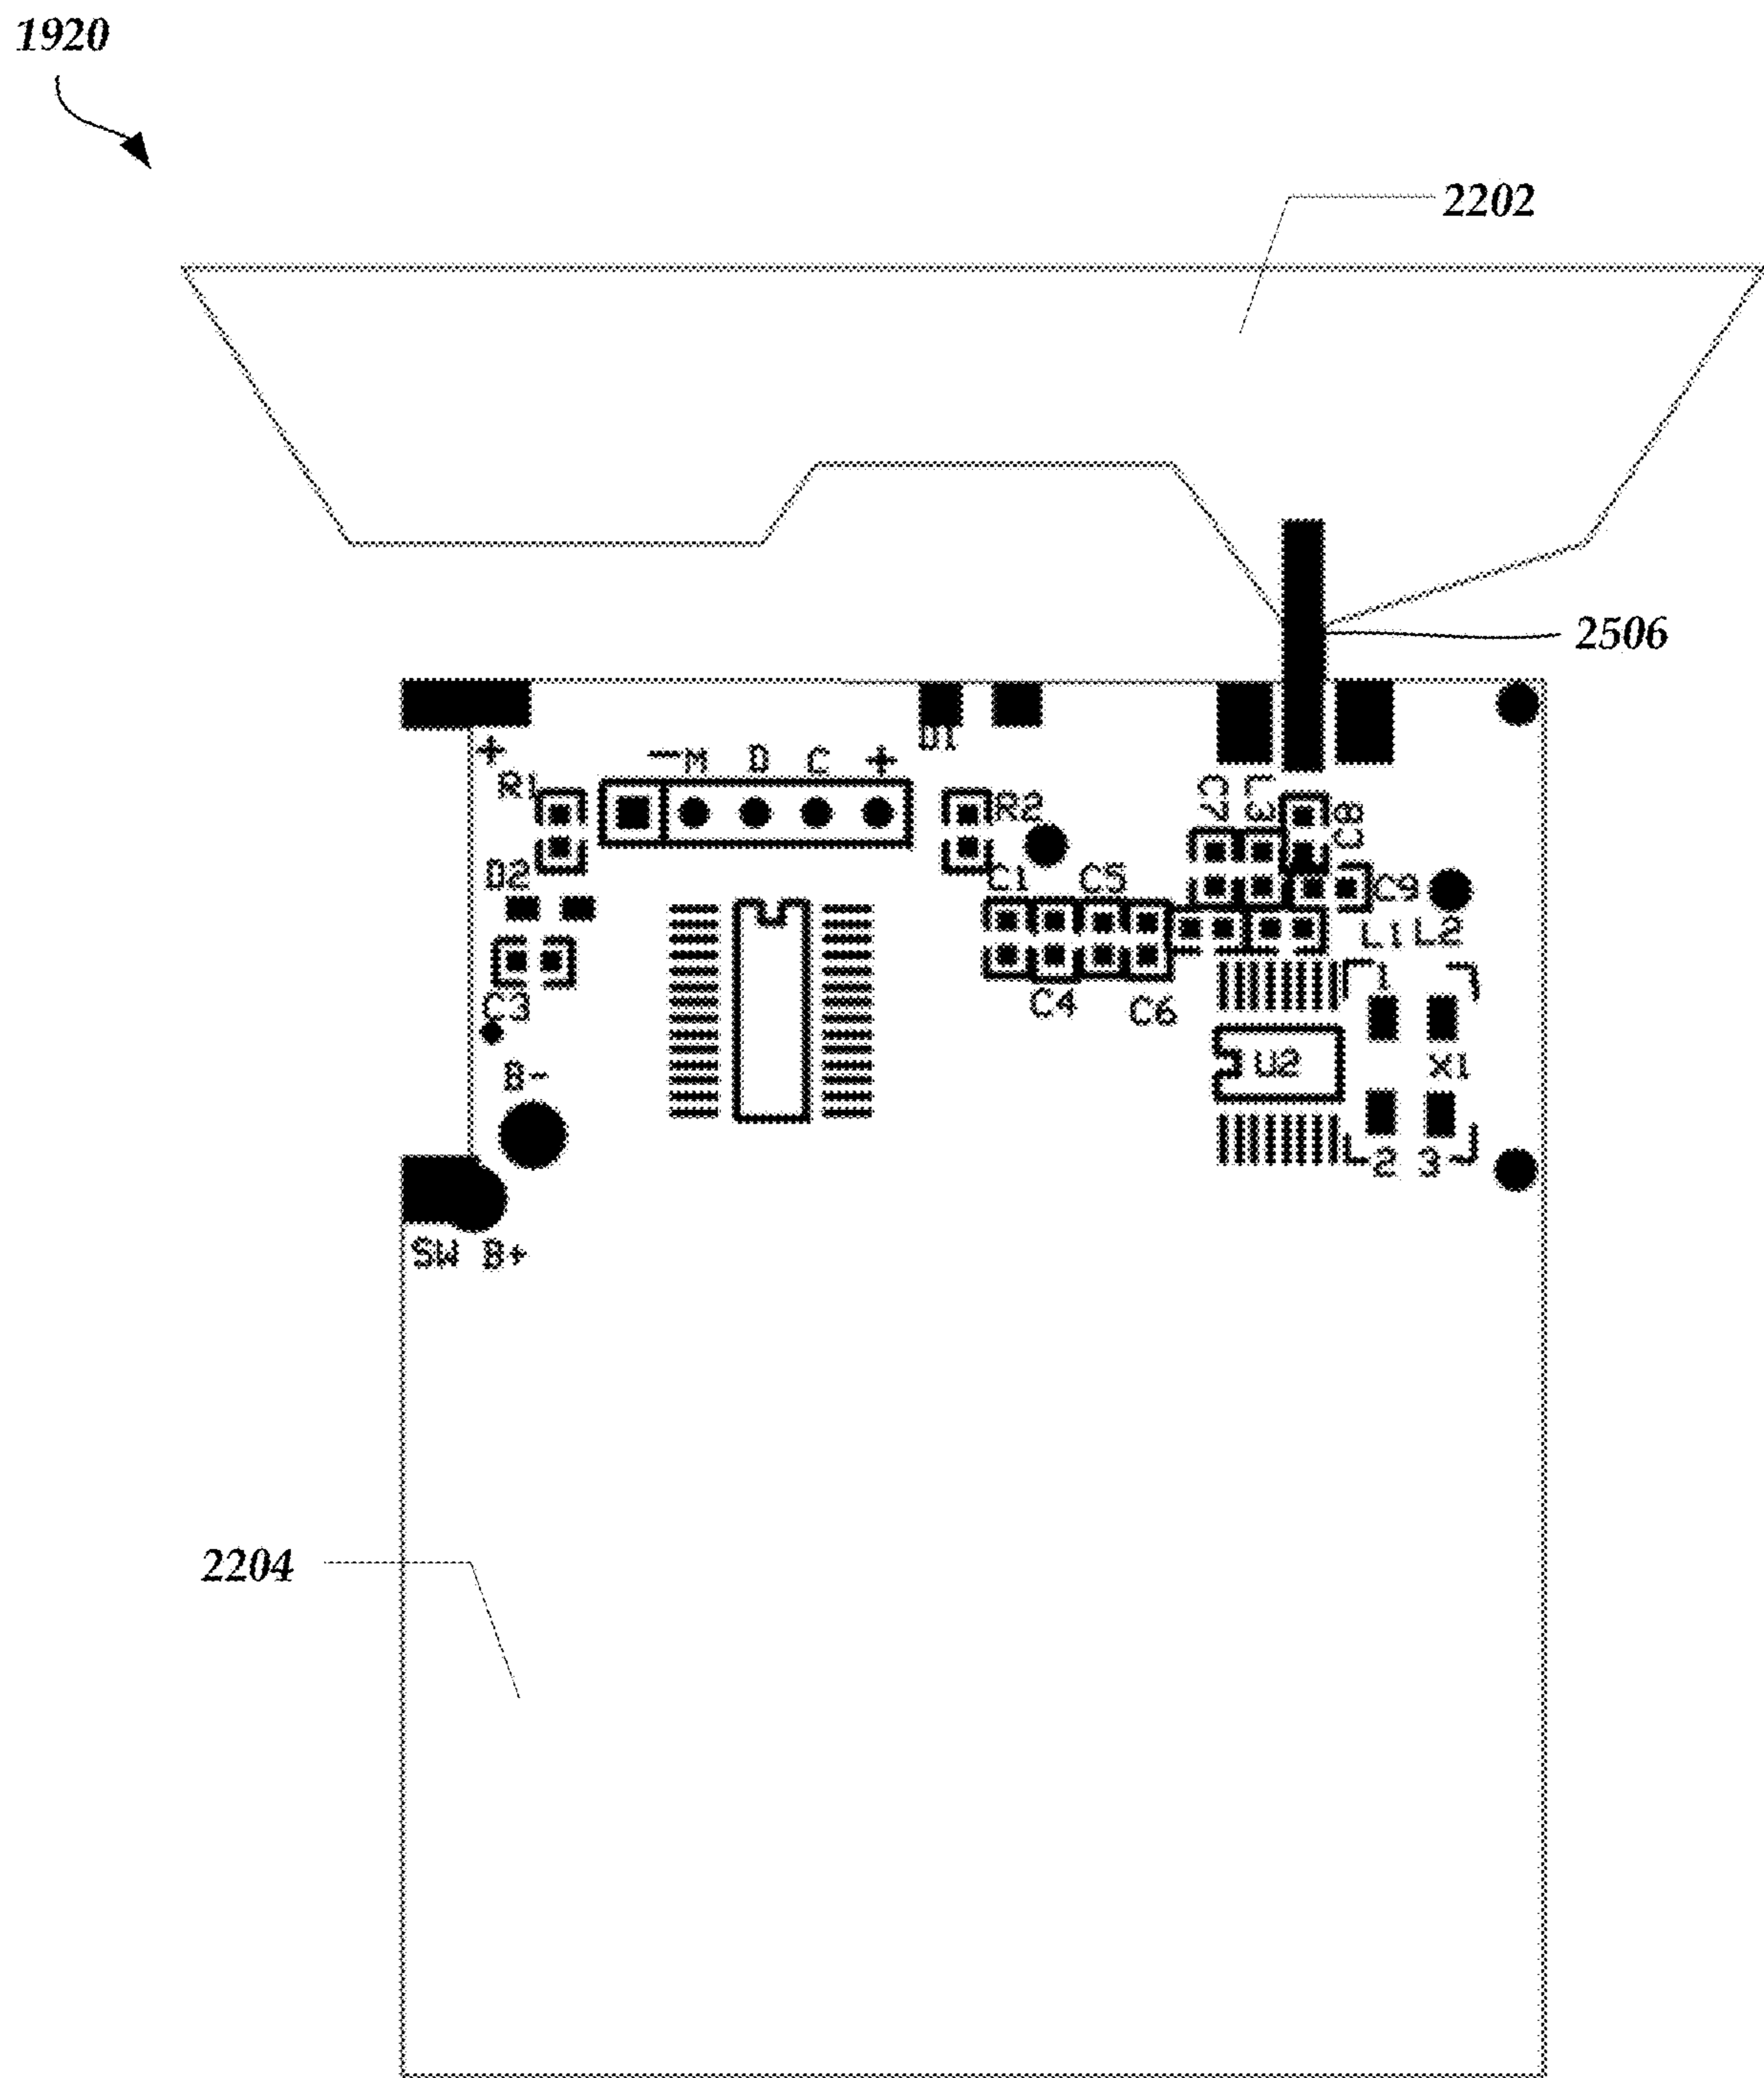 1920
2202
2506
D1
+
— M D C +
R1
R2
C7 L3 C8
D2
C1 C5
C9
L1 L2
C3
C4 C6
1
U2
X1
B-
2 3
SW B+
2204